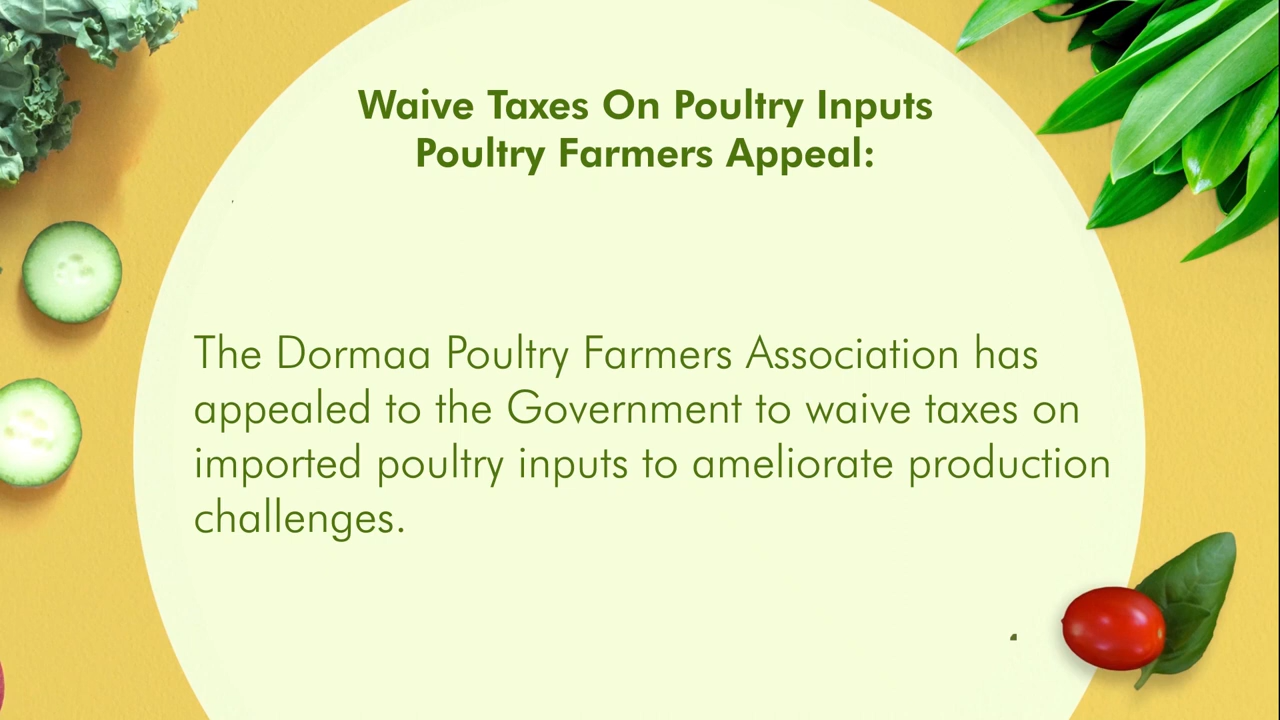 Waive Taxes On Poultry Inputs
Poultry Farmers Appeal:
The Dormaa Poultry Farmers Association has
appealed to the Government to waive taxes on
imported poultry inputs to ameliorate production
challenges.